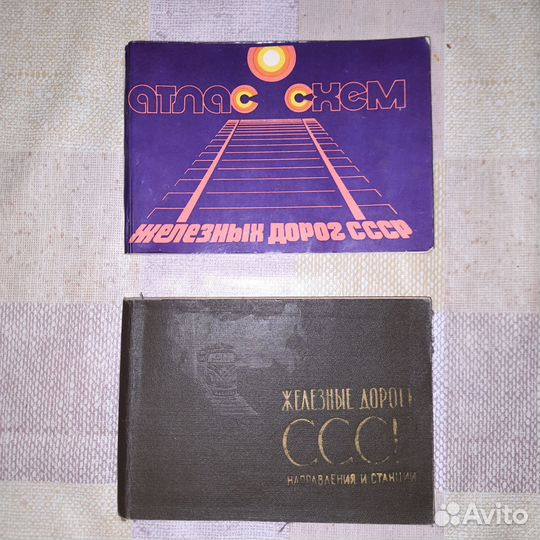 атлас схем
железных дорог СССР
ЖЕЛЕЗНЫЕ ДОРОГИ
СССР
НАПРАВЛЕНИЯ И СТАНЦИИ
Avito